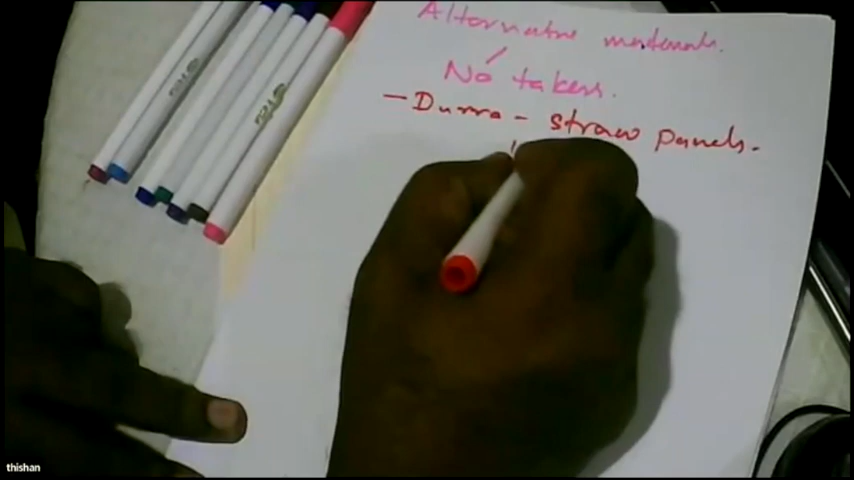 Alternative materials.
No takers.
- Durra - straw panels.
thishan